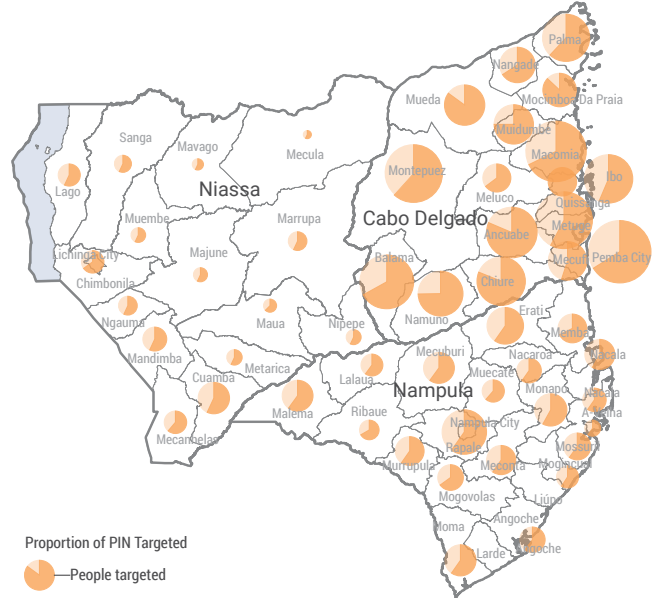 Palma
Nangade
Mueda
Mocimboa Da Praia
Muidumbe
Sanga
Mavago
Mecula
Macomia
Lago
Niassa
Montepuez
Meluco
Ibo
Quissanga
Muembe
Marrupa
Cabo Delgado
Metuge
Ancuabe
Lichinga City
Majune
Balama
Mecufi
Pemba City
Chimbonila
Chiure
Ngauma
Maua
Nipepe
Namuno
Erati
Memba
Mandimba
Metarica
Mecuburi
Nacaroa
Nacala
Lalaua
Muecate
Cuamba
Nampula
Monapo
Nacala
Malema
Ribaue
Nampula City
Mecanhelas
Rapale
Mossuril
Murrupula
Meconta
Mogincual
Mogovolas
Liúpo
Angoche
Moma
Larde
Angoche
Proportion of PIN Targeted
People targeted